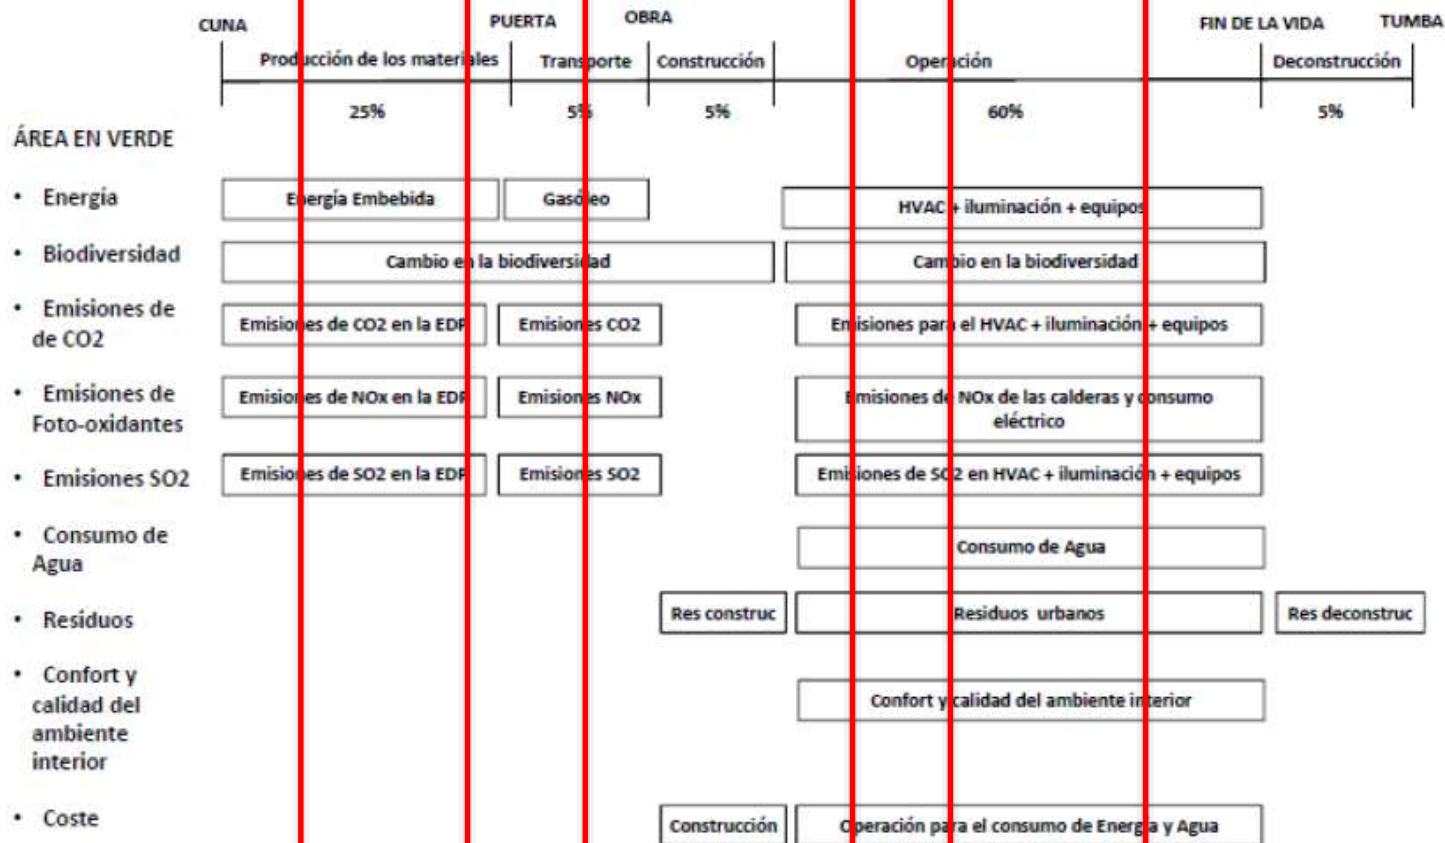 CUNA PUERTA OBRA FIN DE LA VIDA TUMBA
Producción de los materiales Transporte Construcción Operación Deconstrucción
25% 5% 5% 60% 5%
ÁREA EN VERDE
• Energía
Energía Embebida Gasóleo HVAC + iluminación + equipos
• Biodiversidad
Cambio en la biodiversidad Cambio en la biodiversidad
• Emisiones de
de CO2
Emisiones de CO2 en la EDP Emisiones CO2 Emisiones para el HVAC + iluminación + equipos
• Emisiones de
Foto-oxidantes
Emisiones de NOx en la EDP Emisiones NOx Emisiones de NOx de las calderas y consumo
eléctrico
• Emisiones SO2
Emisiones de SO2 en la EDP Emisiones SO2 Emisiones de SO2 en HVAC + iluminación + equipos
• Consumo de
Agua
Consumo de Agua
• Residuos
Res construc Residuos urbanos Res deconstruc
• Confort y
calidad del
ambiente
interior
Confort y calidad del ambiente interior
• Coste
Construcción Operación para el consumo de Energía y Agua